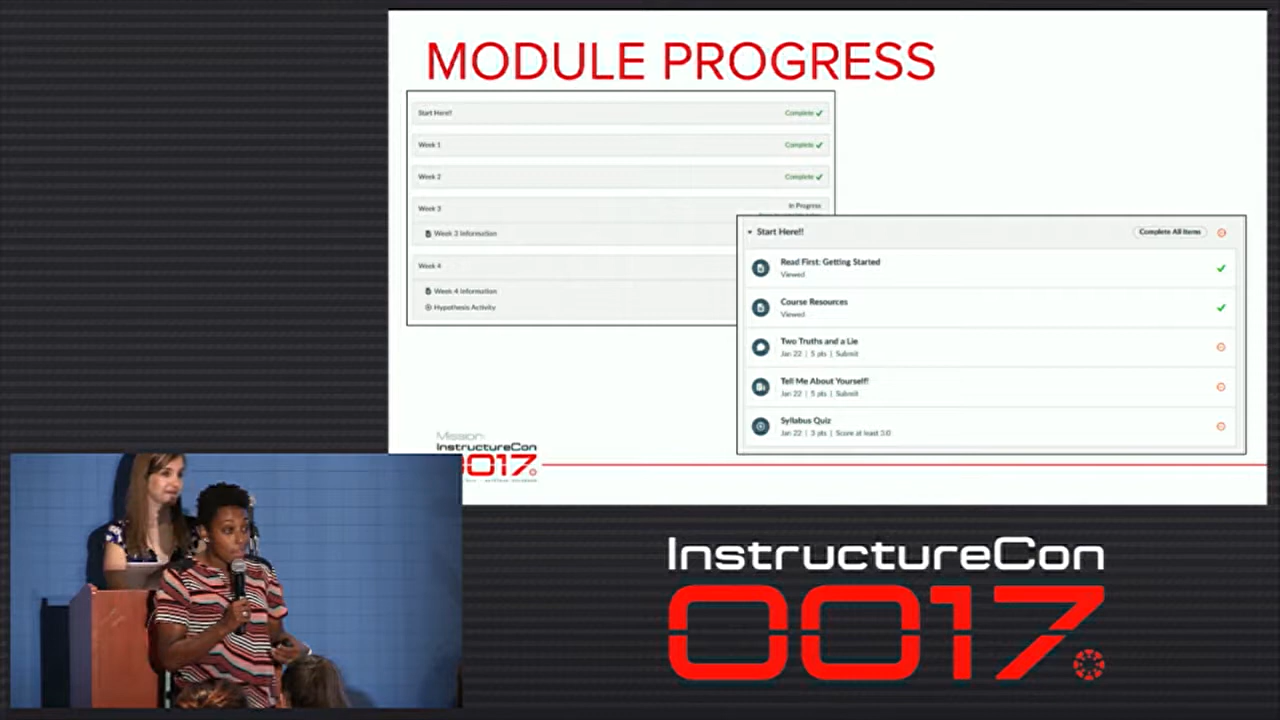 MODULE PROGRESS
Start Here!!
Complete
Week 1
Complete
Week 2
Complete
Week 3
In Progress
Week 3 Information
Week 4
Week 4 Information
Hypothesis Activity
Start Here!!
Complete All Items
Read First: Getting Started
Viewed
Course Resources
Viewed
Two Truths and a Lie
Jan 22 | 5 pts | Submit
Tell Me About Yourself!
Jan 22 | 5 pts | Submit
Syllabus Quiz
Jan 22 | 3 pts | Score at least 3.0
Mission:
InstructureCon
0017
InstructureCon
0017